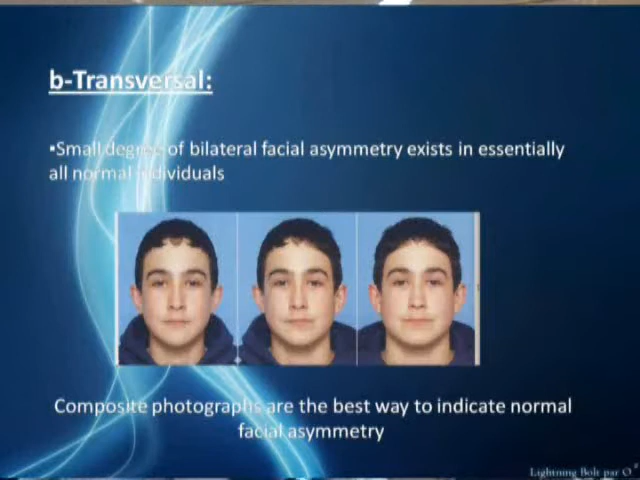 b-Transversal:
▪Small degree of bilateral facial asymmetry exists in essentially
all normal individuals
Composite photographs are the best way to indicate normal
facial asymmetry
Lightning Bolt par O#